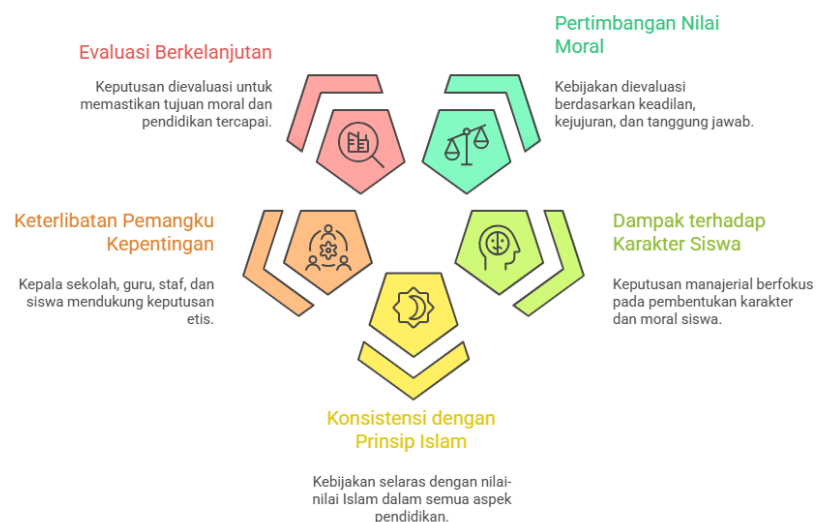 Pertimbangan Nilai
Moral
Kebijakan dievaluasi
berdasarkan keadilan,
kejujuran, dan tanggung jawab.
Dampak terhadap
Karakter Siswa
Keputusan manajerial berfokus
pada pembentukan karakter
dan moral siswa.
Konsistensi dengan
Prinsip Islam
Kebijakan selaras dengan nilai-
nilai Islam dalam semua aspek
pendidikan.
Keterlibatan Pemangku
Kepentingan
Kepala sekolah, guru, staf, dan
siswa mendukung keputusan
etis.
Evaluasi Berkelanjutan
Keputusan dievaluasi untuk
memastikan tujuan moral dan
pendidikan tercapai.